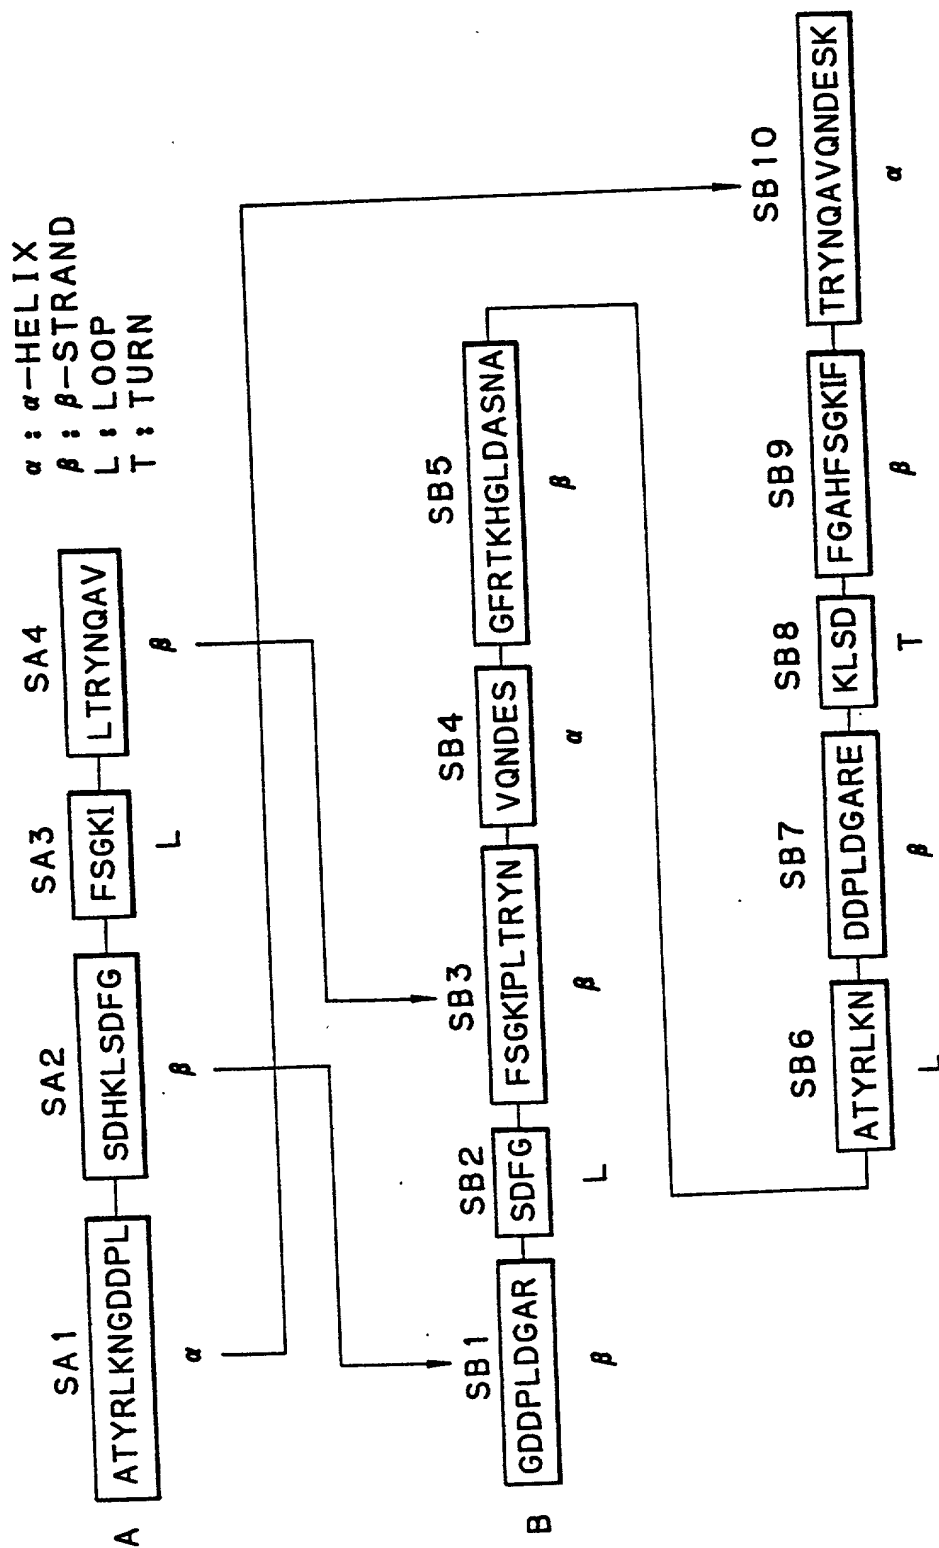 α : α-HELIX
β : β-STRAND
L : LOOP
T : TURN
SA1 SA2 SA3 SA4
A ATYRLKNGDDPL SDHKLSDFG FSGKI LTRYNQAV
α β L β
SB1 SB2 SB3 SB4 SB5
B GDDPLDGAR SDFG FSGKIPLTRYN VQNDES GFRTKHGLDASNA
β L β α β
SB6 SB7 SB8 SB9 SB10
ATYRLKN DDPLDGARE KLSD FGAHFSGKIF TRYNQAVQNDESK
L β T β α